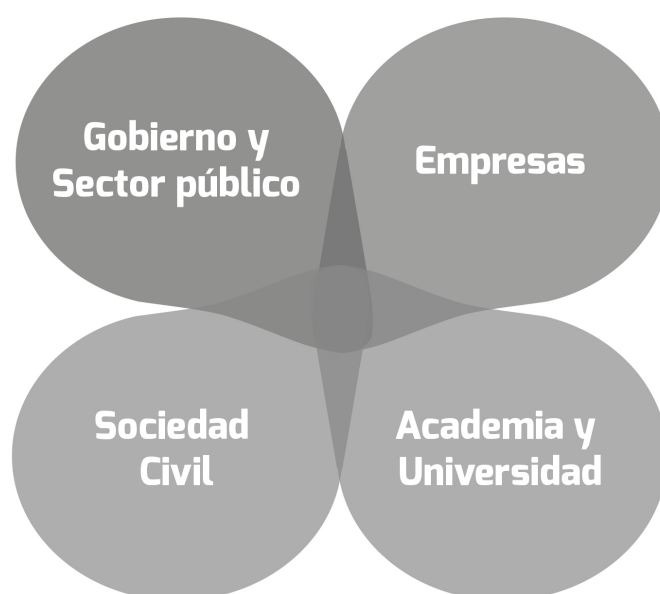 Gobierno y
Sector público
Empresas
Sociedad
Civil
Academia y
Universidad